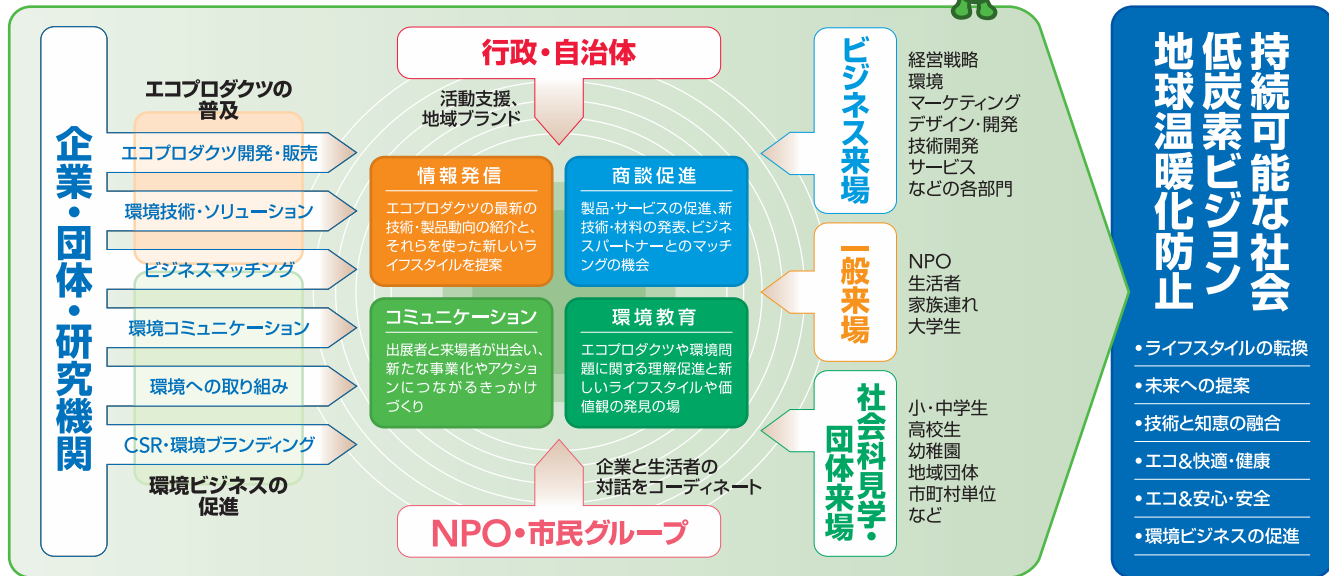 企業・団体・研究機関
エコプロダクツの
普及
エコプロダクツ開発・販売
環境技術・ソリューション
ビジネスマッチング
環境コミュニケーション
環境への取り組み
CSR・環境ブランディング
環境ビジネスの
促進
行政・自治体
活動支援、
地域ブランド
情報発信
エコプロダクツの最新の
技術・製品動向の紹介と、
それらを使った新しいラ
イフスタイルを提案
商談促進
製品・サービスの促進、新
技術・材料の発表、ビジネ
スパートナーとのマッチ
ングの機会
コミュニケーション
出展者と来場者が出会い、
新たな事業化やアクション
につながるきっかけ
づくり
環境教育
エコプロダクツや環境問
題に関する理解促進と新
しいライフスタイルや価
値観の発見の場
企業と生活者の
対話をコーディネート
NPO・市民グループ
ビジネス来場
経営戦略
環境
マーケティング
デザイン・開発
技術開発
サービス
などの各部門
一般来場
NPO
生活者
家族連れ
大学生
社会科見学・
団体来場
小・中学生
高校生
幼稚園
地域団体
市町村単位
など
持続可能な社会
低炭素ビジョン
地球温暖化防止
•ライフスタイルの転換
•未来への提案
•技術と知恵の融合
•エコ&快適・健康
•エコ&安心・安全
•環境ビジネスの促進